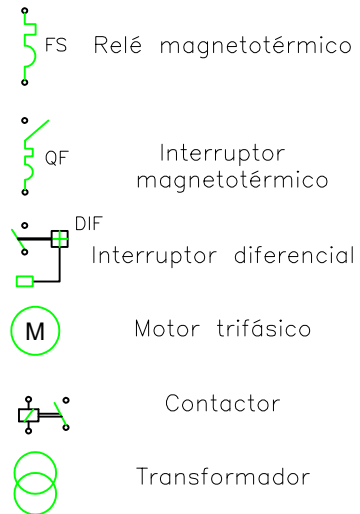 FS Relé magnetotérmico
QF Interruptor
magnetotérmico
DIF
Interruptor diferencial
M Motor trifásico
Contactor
Transformador